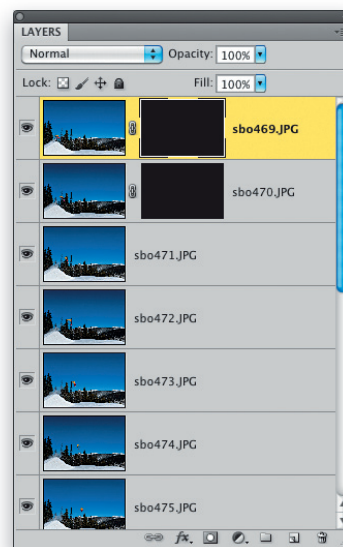 LAYERS
Normal Opacity: 100%
Lock: Fill: 100%
sbo469.JPG
sbo470.JPG
sbo471.JPG
sbo472.JPG
sbo473.JPG
sbo474.JPG
sbo475.JPG
fx.